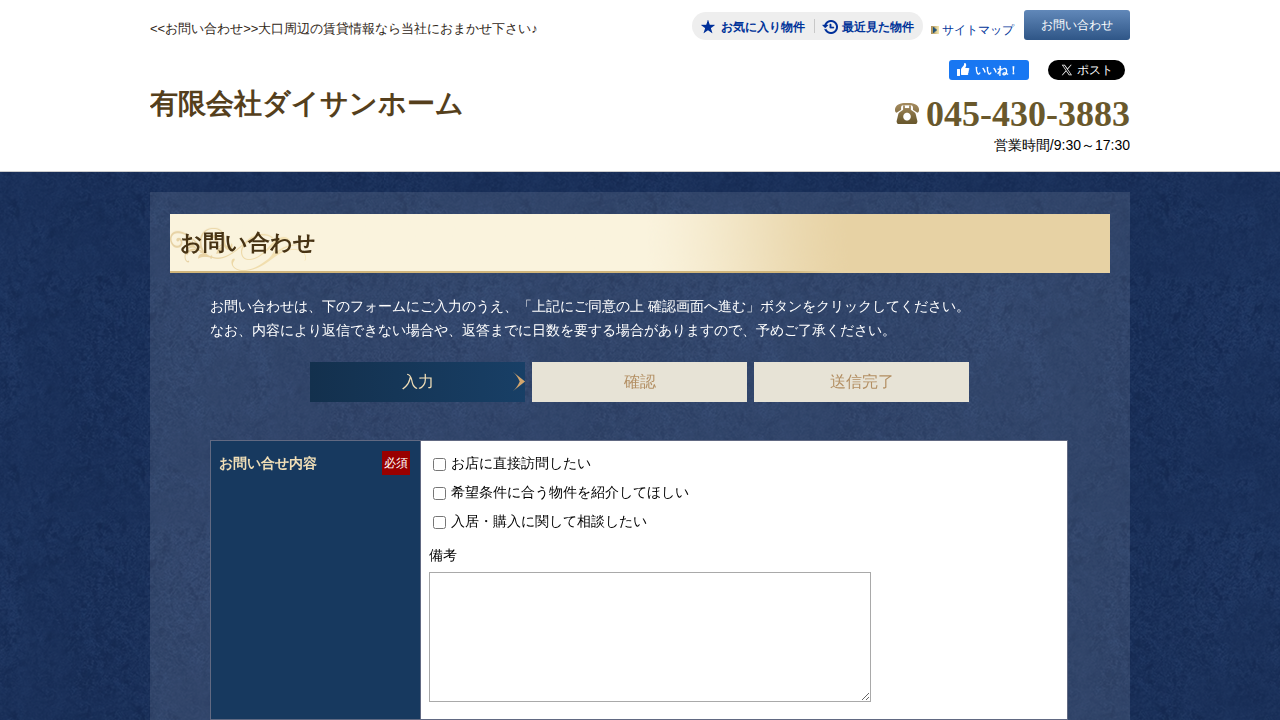 <<お問い合わせ>>大口周辺の賃貸情報なら当社におまかせ下さい♪
お気に入り物件
最近見た物件
サイトマップ
お問い合わせ
いいね！
ポスト
有限会社ダイサンホーム
045-430-3883
営業時間/9:30～17:30
お問い合わせ
お問い合わせは、下のフォームにご入力のうえ、「上記にご同意の上 確認画面へ進む」ボタンをクリックしてください。
なお、内容により返信できない場合や、返答までに日数を要する場合がありますので、予めご了承ください。
入力
確認
送信完了
お問い合せ内容
必須
お店に直接訪問したい
希望条件に合う物件を紹介してほしい
入居・購入に関して相談したい
備考